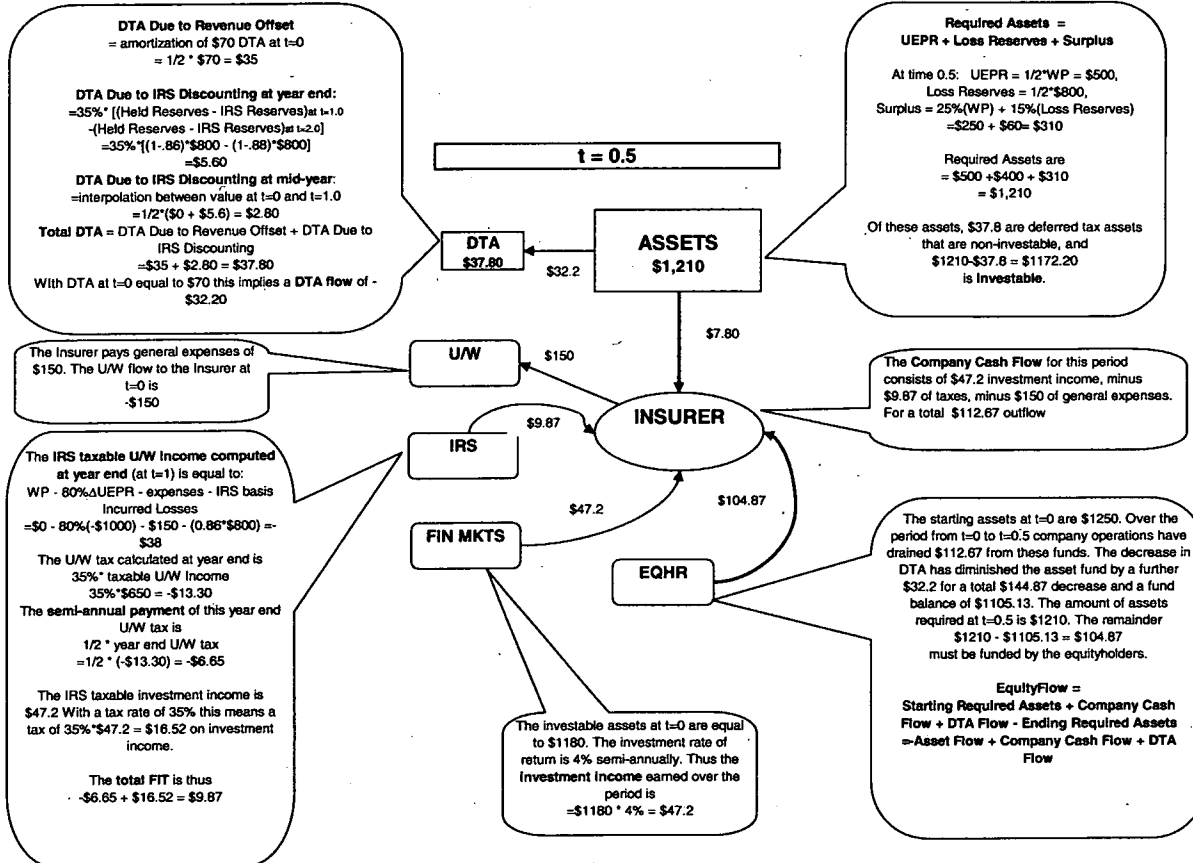 DTA Due to Revenue Offset
= amortization of $70 DTA at t=0
= 1/2 * $70 = $35
DTA Due to IRS Discounting at year end:
=35%* [(Held Reserves - IRS Reserves)at t=1.0
-(Held Reserves - IRS Reserves)at t=2.0]
=35%*[(1-.86)*$800 - (1-.88)*$800]
=$5.60
DTA Due to IRS Discounting at mid-year:
=interpolation between value at t=0 and t=1.0
=1/2*($0 + $5.6) = $2.80
Total DTA = DTA Due to Revenue Offset + DTA Due to
IRS Discounting
=$35 + $2.80 = $37.80
With DTA at t=0 equal to $70 this implies a DTA flow of -
$32.20
t = 0.5
Required Assets =
UEPR + Loss Reserves + Surplus
At time 0.5: UEPR = 1/2*WP = $500,
Loss Reserves = 1/2*$800,
Surplus = 25%(WP) + 15%(Loss Reserves)
=$250 + $60= $310
Required Assets are
= $500 +$400 + $310
= $1,210
Of these assets, $37.8 are deferred tax assets
that are non-investable, and
$1210-$37.8 = $1172.20
is Investable.
DTA
$37.80
$32.2
ASSETS
$1,210
$7.80
The Insurer pays general expenses of
$150. The U/W flow to the Insurer at
t=0 is
-$150
U/W
$150
INSURER
The Company Cash Flow for this period
consists of $47.2 investment income, minus
$9.87 of taxes, minus $150 of general expenses.
For a total $112.67 outflow
IRS
$9.87
$47.2
$104.87
FIN MKTS
EQHR
The IRS taxable U/W Income computed
at year end (at t=1) is equal to:
WP - 80%ΔUEPR - expenses - IRS basis
Incurred Losses
=$0 - 80%(-$1000) - $150 - (0.86*$800) =-
$38
The U/W tax calculated at year end is
35%* taxable U/W Income
35%*$650 = -$13.30
The semi-annual payment of this year end
U/W tax is
1/2 * year end U/W tax
=1/2 * (-$13.30) = -$6.65
The IRS taxable investment income is
$47.2 With a tax rate of 35% this means a
tax of 35%*$47.2 = $16.52 on investment
income.
The total FIT is thus
-$6.65 + $16.52 = $9.87
The investable assets at t=0 are equal
to $1180. The investment rate of
return is 4% semi-annually. Thus the
Investment Income earned over the
period is
=$1180 * 4% = $47.2
The starting assets at t=0 are $1250. Over the
period from t=0 to t=0.5 company operations have
drained $112.67 from these funds. The decrease in
DTA has diminished the asset fund by a further
$32.2 for a total $144.87 decrease and a fund
balance of $1105.13. The amount of assets
required at t=0.5 is $1210. The remainder
$1210 - $1105.13 = $104.87
must be funded by the equityholders.
EquityFlow =
Starting Required Assets + Company Cash
Flow + DTA Flow - Ending Required Assets
=-Asset Flow + Company Cash Flow + DTA
Flow